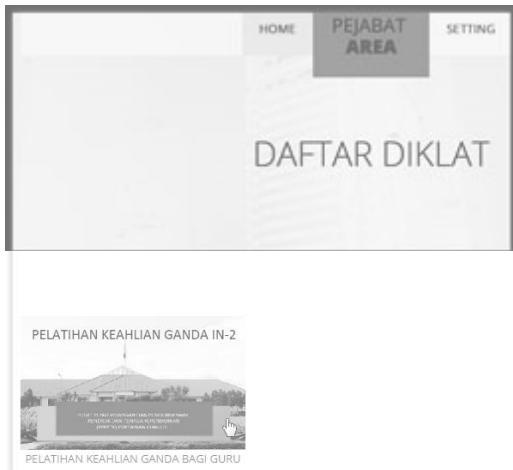 HOME
PEJABAT
AREA
SETTING
DAFTAR DIKLAT
PELATIHAN KEAHLIAN GANDA IN-2
PELATIHAN KEAHLIAN GANDA BAGI GURU